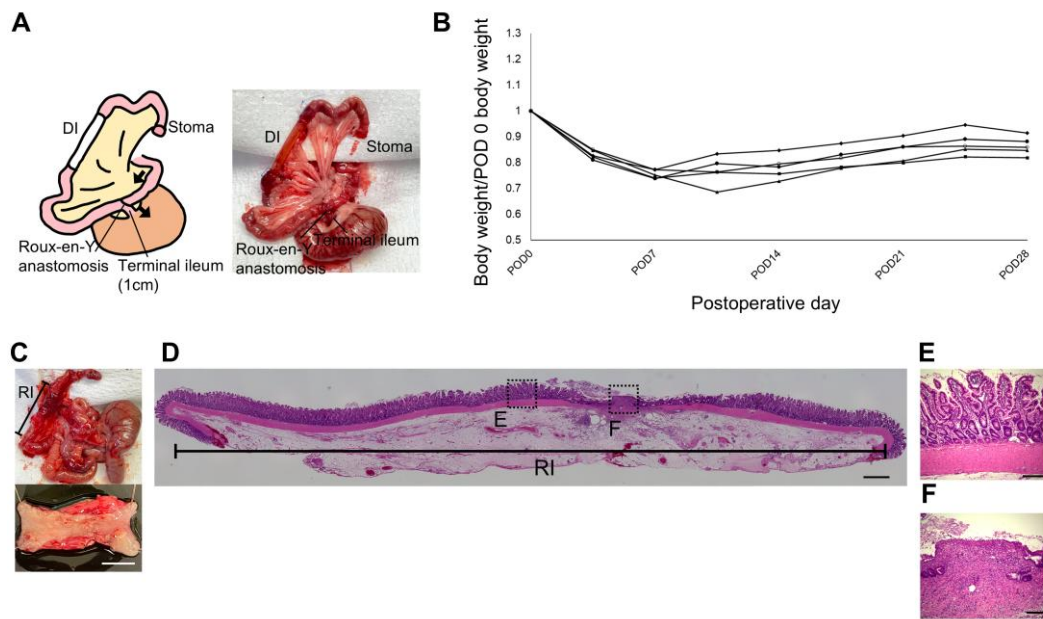 A
DI
Stoma
Roux-en-Y
anastomosis
Terminal ileum
(1cm)
DI
Stoma
Roux-en-Y
anastomosis
Terminal ileum
B
Body weight/POD 0 body weight
1.3
1.2
1.1
1
0.9
0.8
0.7
0.6
0.5
POD0
POD7
POD14
POD21
POD28
Postoperative day
C
RI
D
E
F
RI
E
F